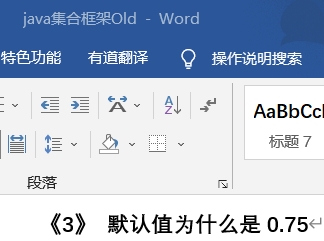 java集合框架Old - Word
特色功能 有道翻译 操作说明搜索
AaBbCcI
标题 7
段落
《3》 默认值为什么是 0.75